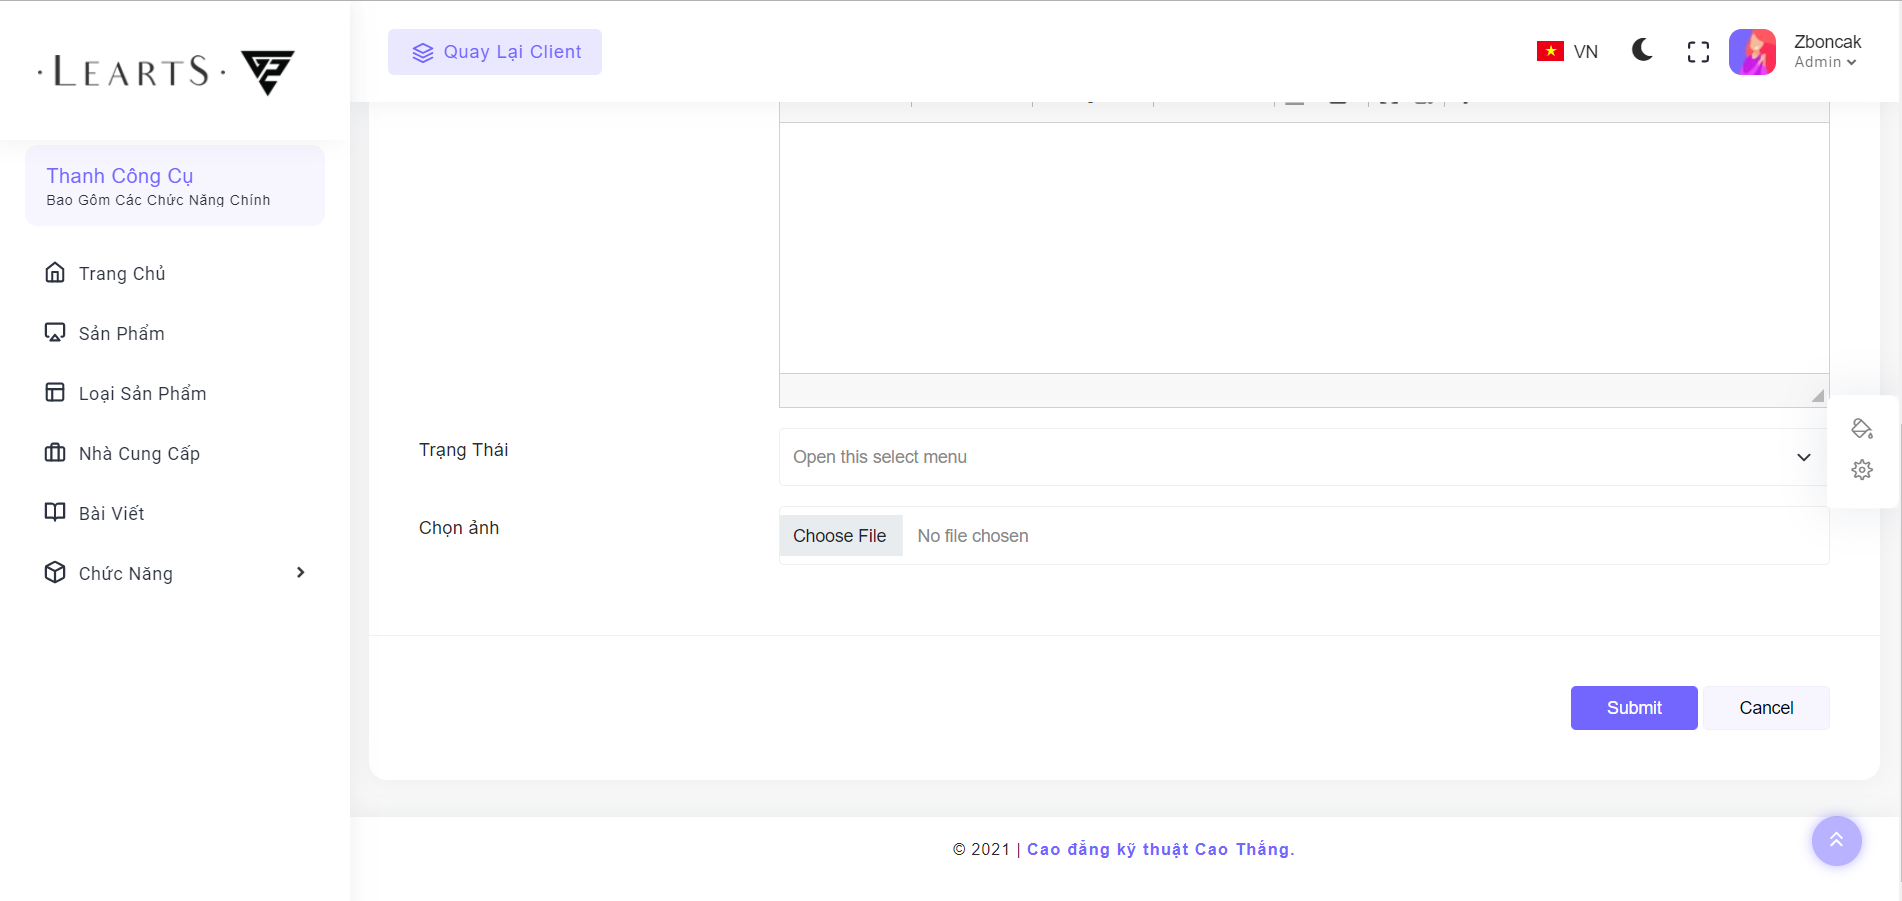 · LEARTS ·
Quay Lại Client
VN
Zboncak
Admin
Thanh Công Cụ
Bao Gồm Các Chức Năng Chính
Trang Chủ
Sản Phẩm
Loại Sản Phẩm
Nhà Cung Cấp
Bài Viết
Chức Năng
Trạng Thái
Open this select menu
Chọn ảnh
Choose File
No file chosen
Submit
Cancel
© 2021 | Cao đẳng kỹ thuật Cao Thắng.